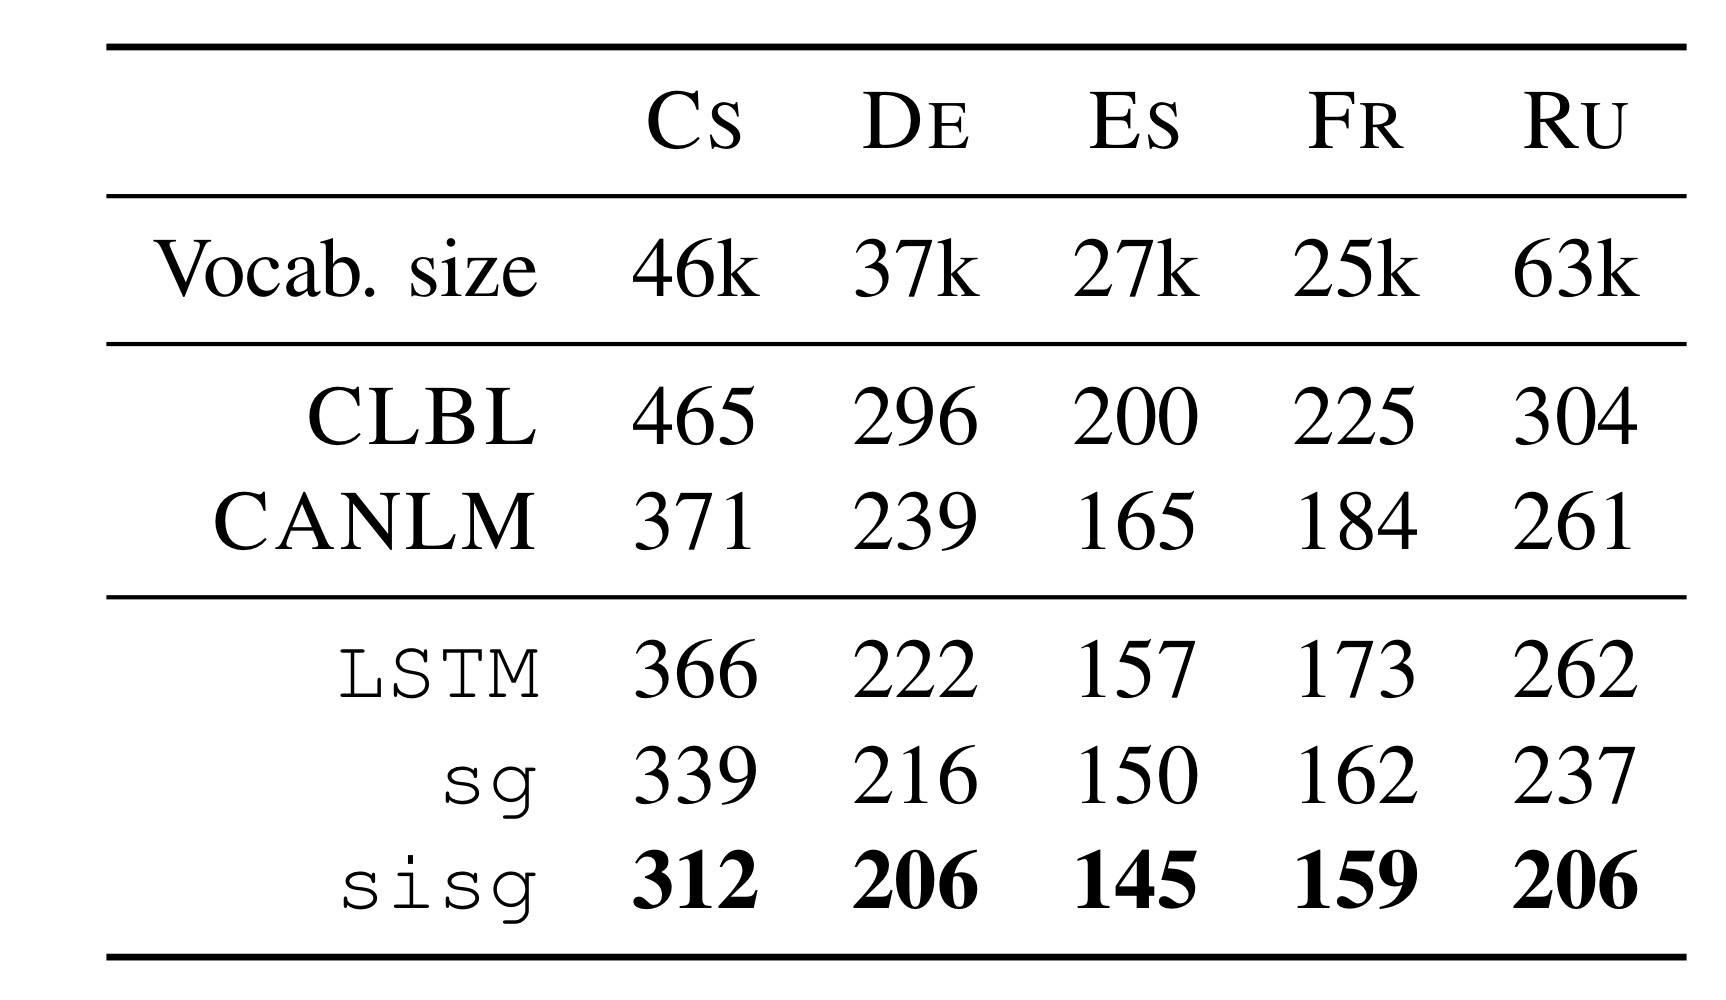 CS DE ES FR RU
Vocab. size 46k 37k 27k 25k 63k
CLBL 465 296 200 225 304
CANLM 371 239 165 184 261
LSTM 366 222 157 173 262
sg 339 216 150 162 237
sisg 312 206 145 159 206